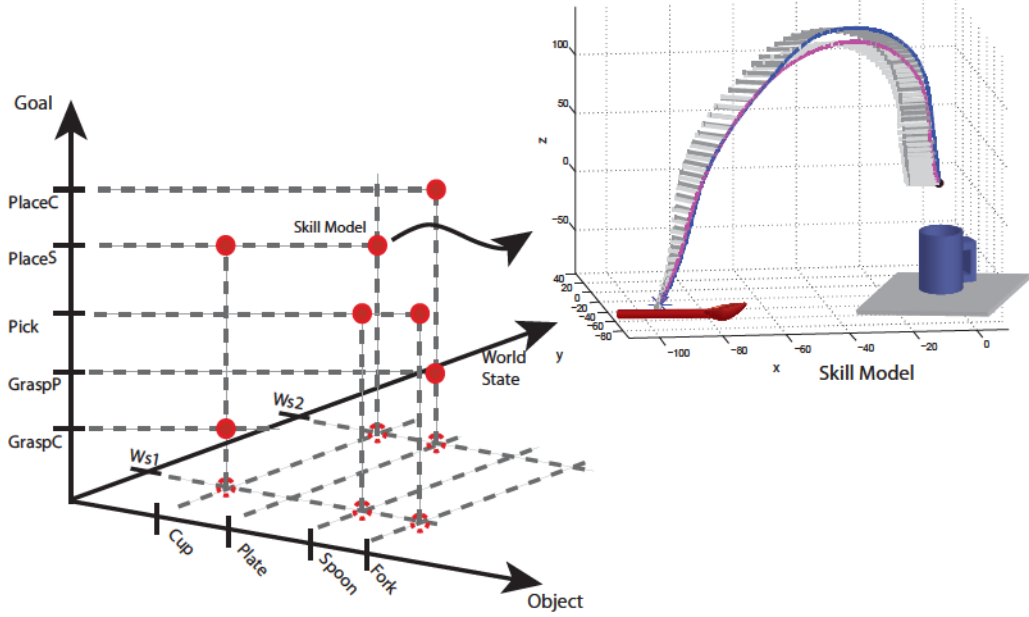 Goal
PlaceC
PlaceS
Pick
GraspP
GraspC
Skill Model
World
State
Ws2
Ws1
Cup
Plate
Spoon
Fork
Object
100
50
0
−50
z
40
20
0
−20
−40
−60
−80
y
−100
−80
−60
−40
−20
0
x
Skill Model